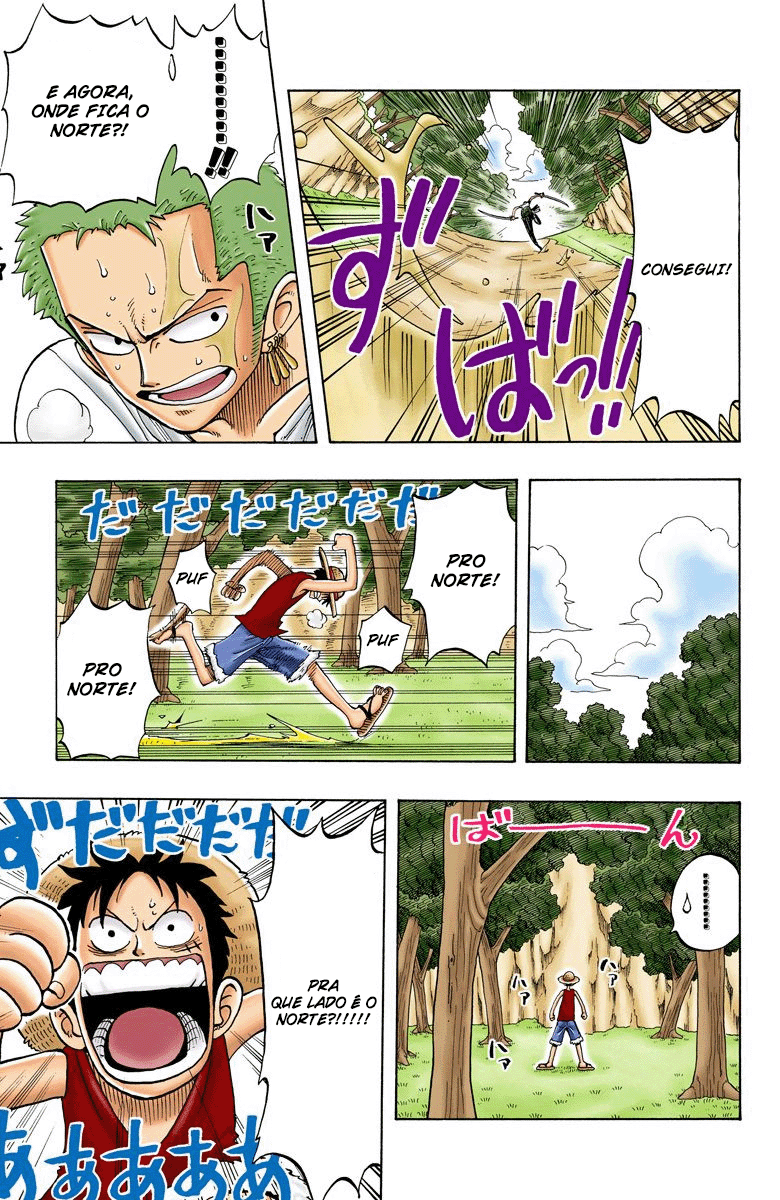 CONSEGUI!
ずばっ!!
E AGORA,
ONDE FICA O
NORTE?!
!!
ハァ
PRO
NORTE!
だだだだだだ
PUF
PUF
PRO
NORTE!
ばーん
ハァ
ハァ
ハァ
PRA
QUE LADO É O
NORTE?!!!!!
ずだだだだ
ああああああ